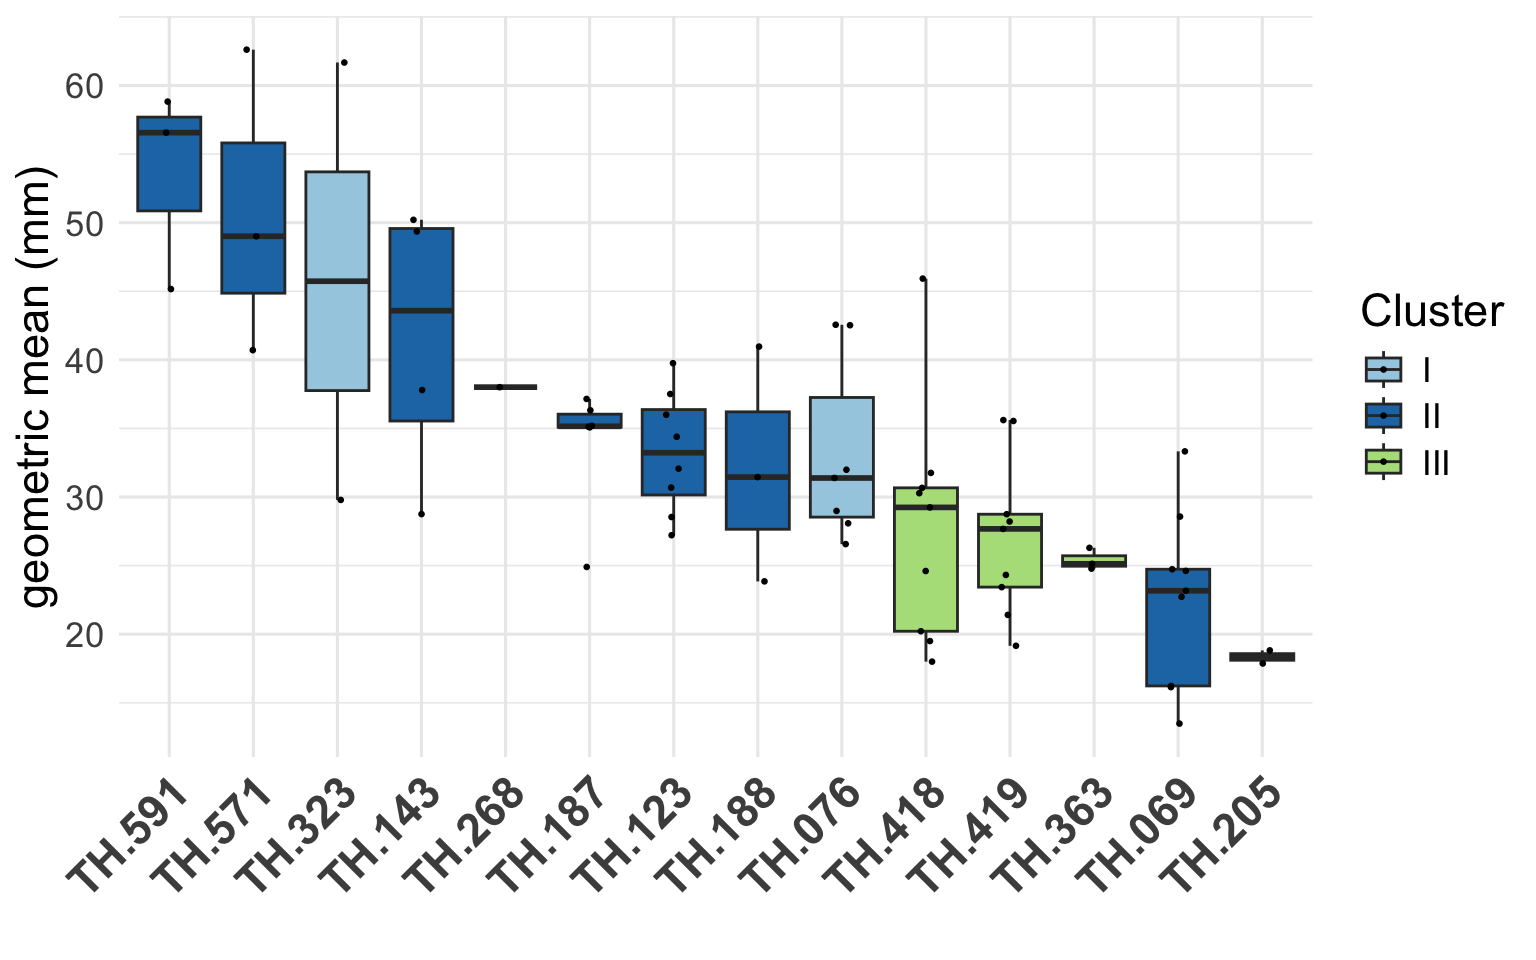 geometric mean (mm)
60
50
40
30
20
TH.591
TH.571
TH.323
TH.143
TH.268
TH.187
TH.123
TH.188
TH.076
TH.418
TH.419
TH.363
TH.069
TH.205
Cluster
I
II
III